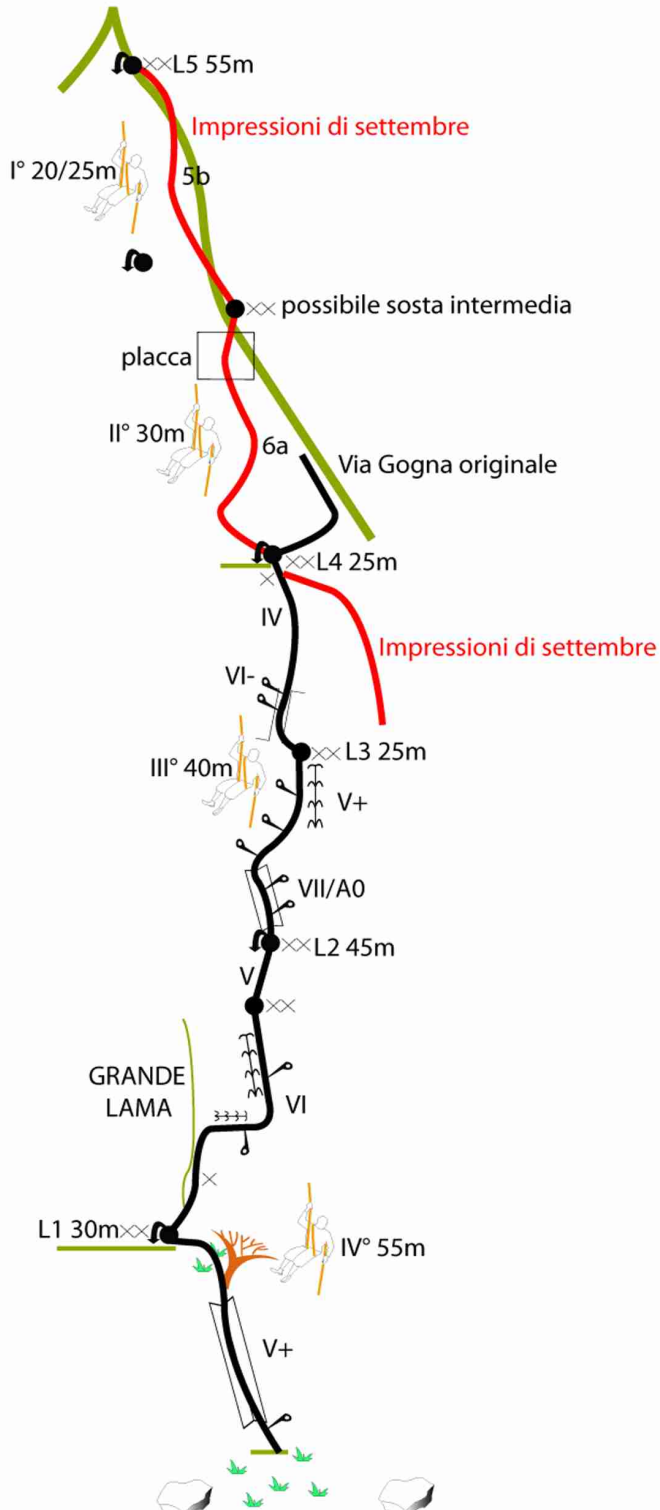 L5 55m
Impressioni di settembre
I° 20/25m
5b
possibile sosta intermedia
placca
II° 30m
6a
Via Gogna originale
L4 25m
IV
Impressioni di settembre
VI-
L3 25m
III° 40m
V+
VII/A0
L2 45m
V
GRANDE
LAMA
VI
L1 30m
IV° 55m
V+